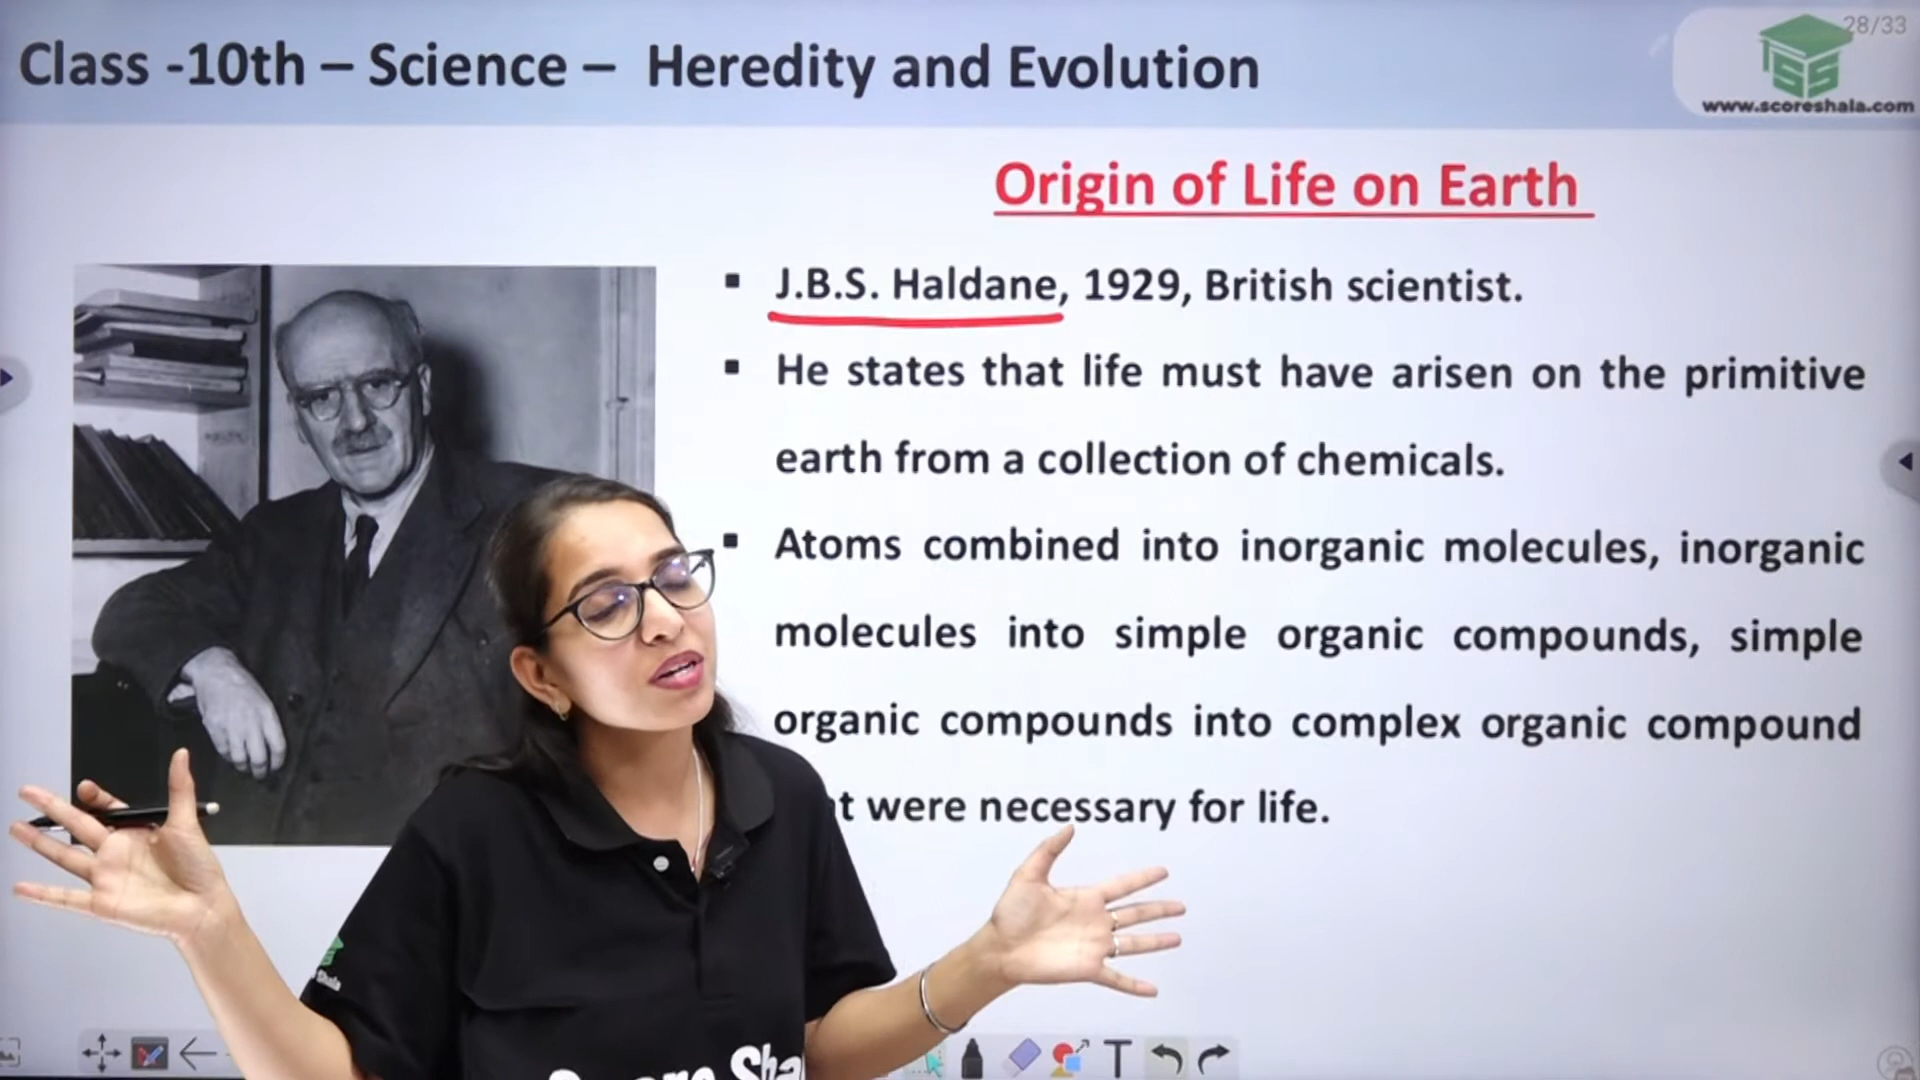 Class -10th – Science – Heredity and Evolution
28/33
www.scoreshala.com
Origin of Life on Earth
▪ J.B.S. Haldane, 1929, British scientist.
▪ He states that life must have arisen on the primitive
earth from a collection of chemicals.
▪ Atoms combined into inorganic molecules, inorganic
molecules into simple organic compounds, simple
organic compounds into complex organic compound
were necessary for life.
T